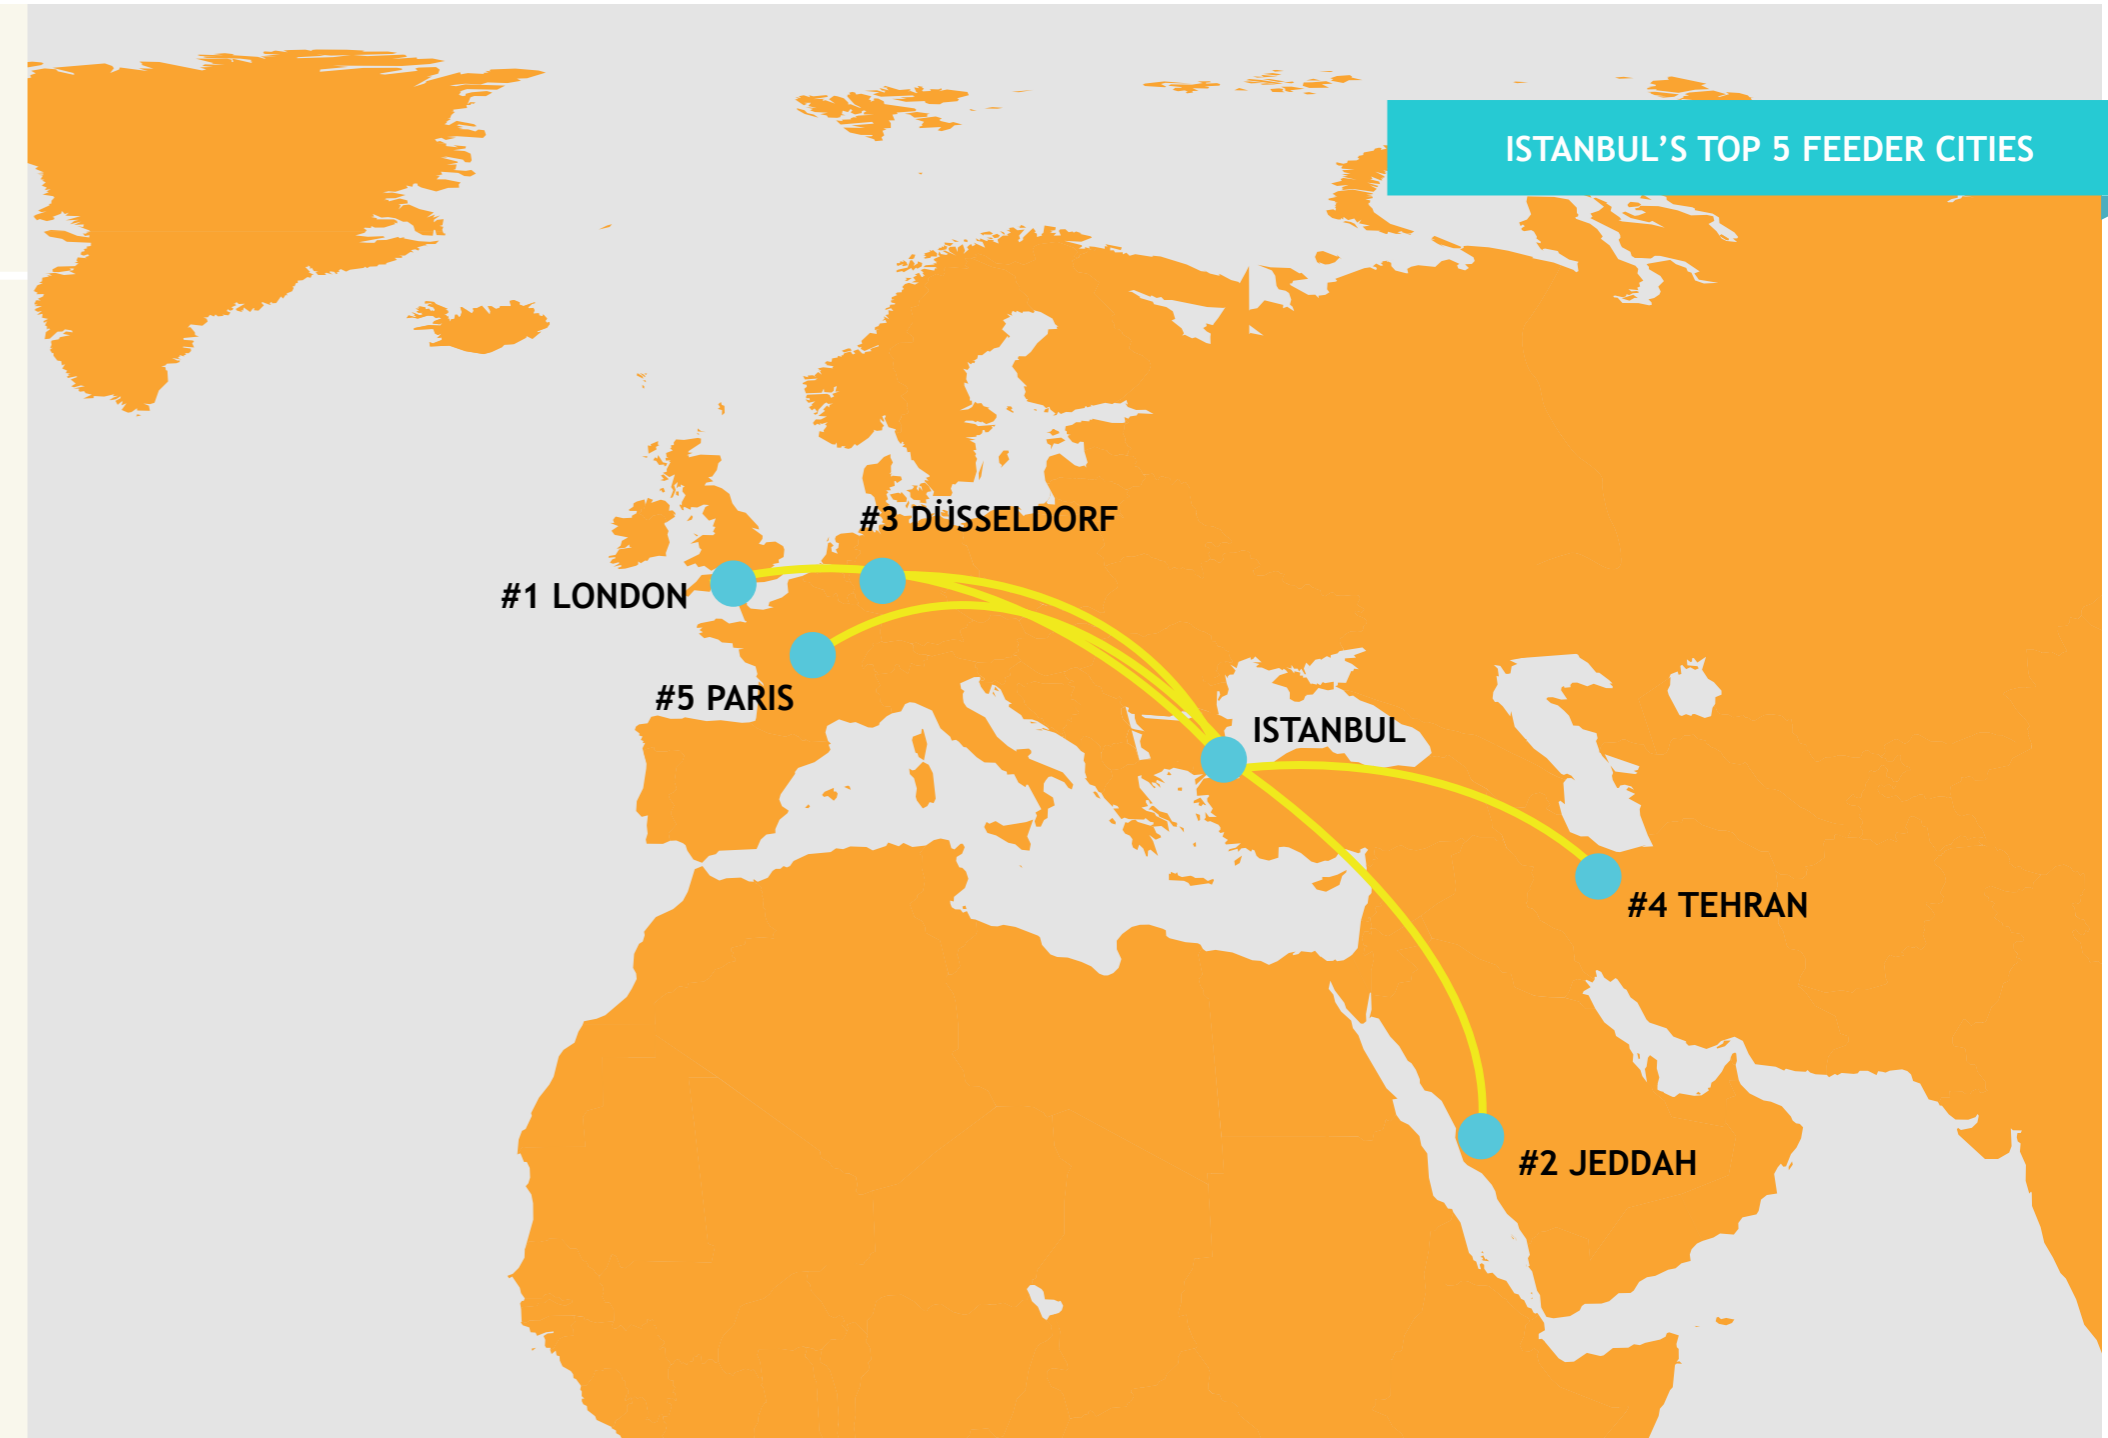 ISTANBUL’S TOP 5 FEEDER CITIES
#3 DÜSSELDORF
#1 LONDON
#5 PARIS
ISTANBUL
#4 TEHRAN
#2 JEDDAH